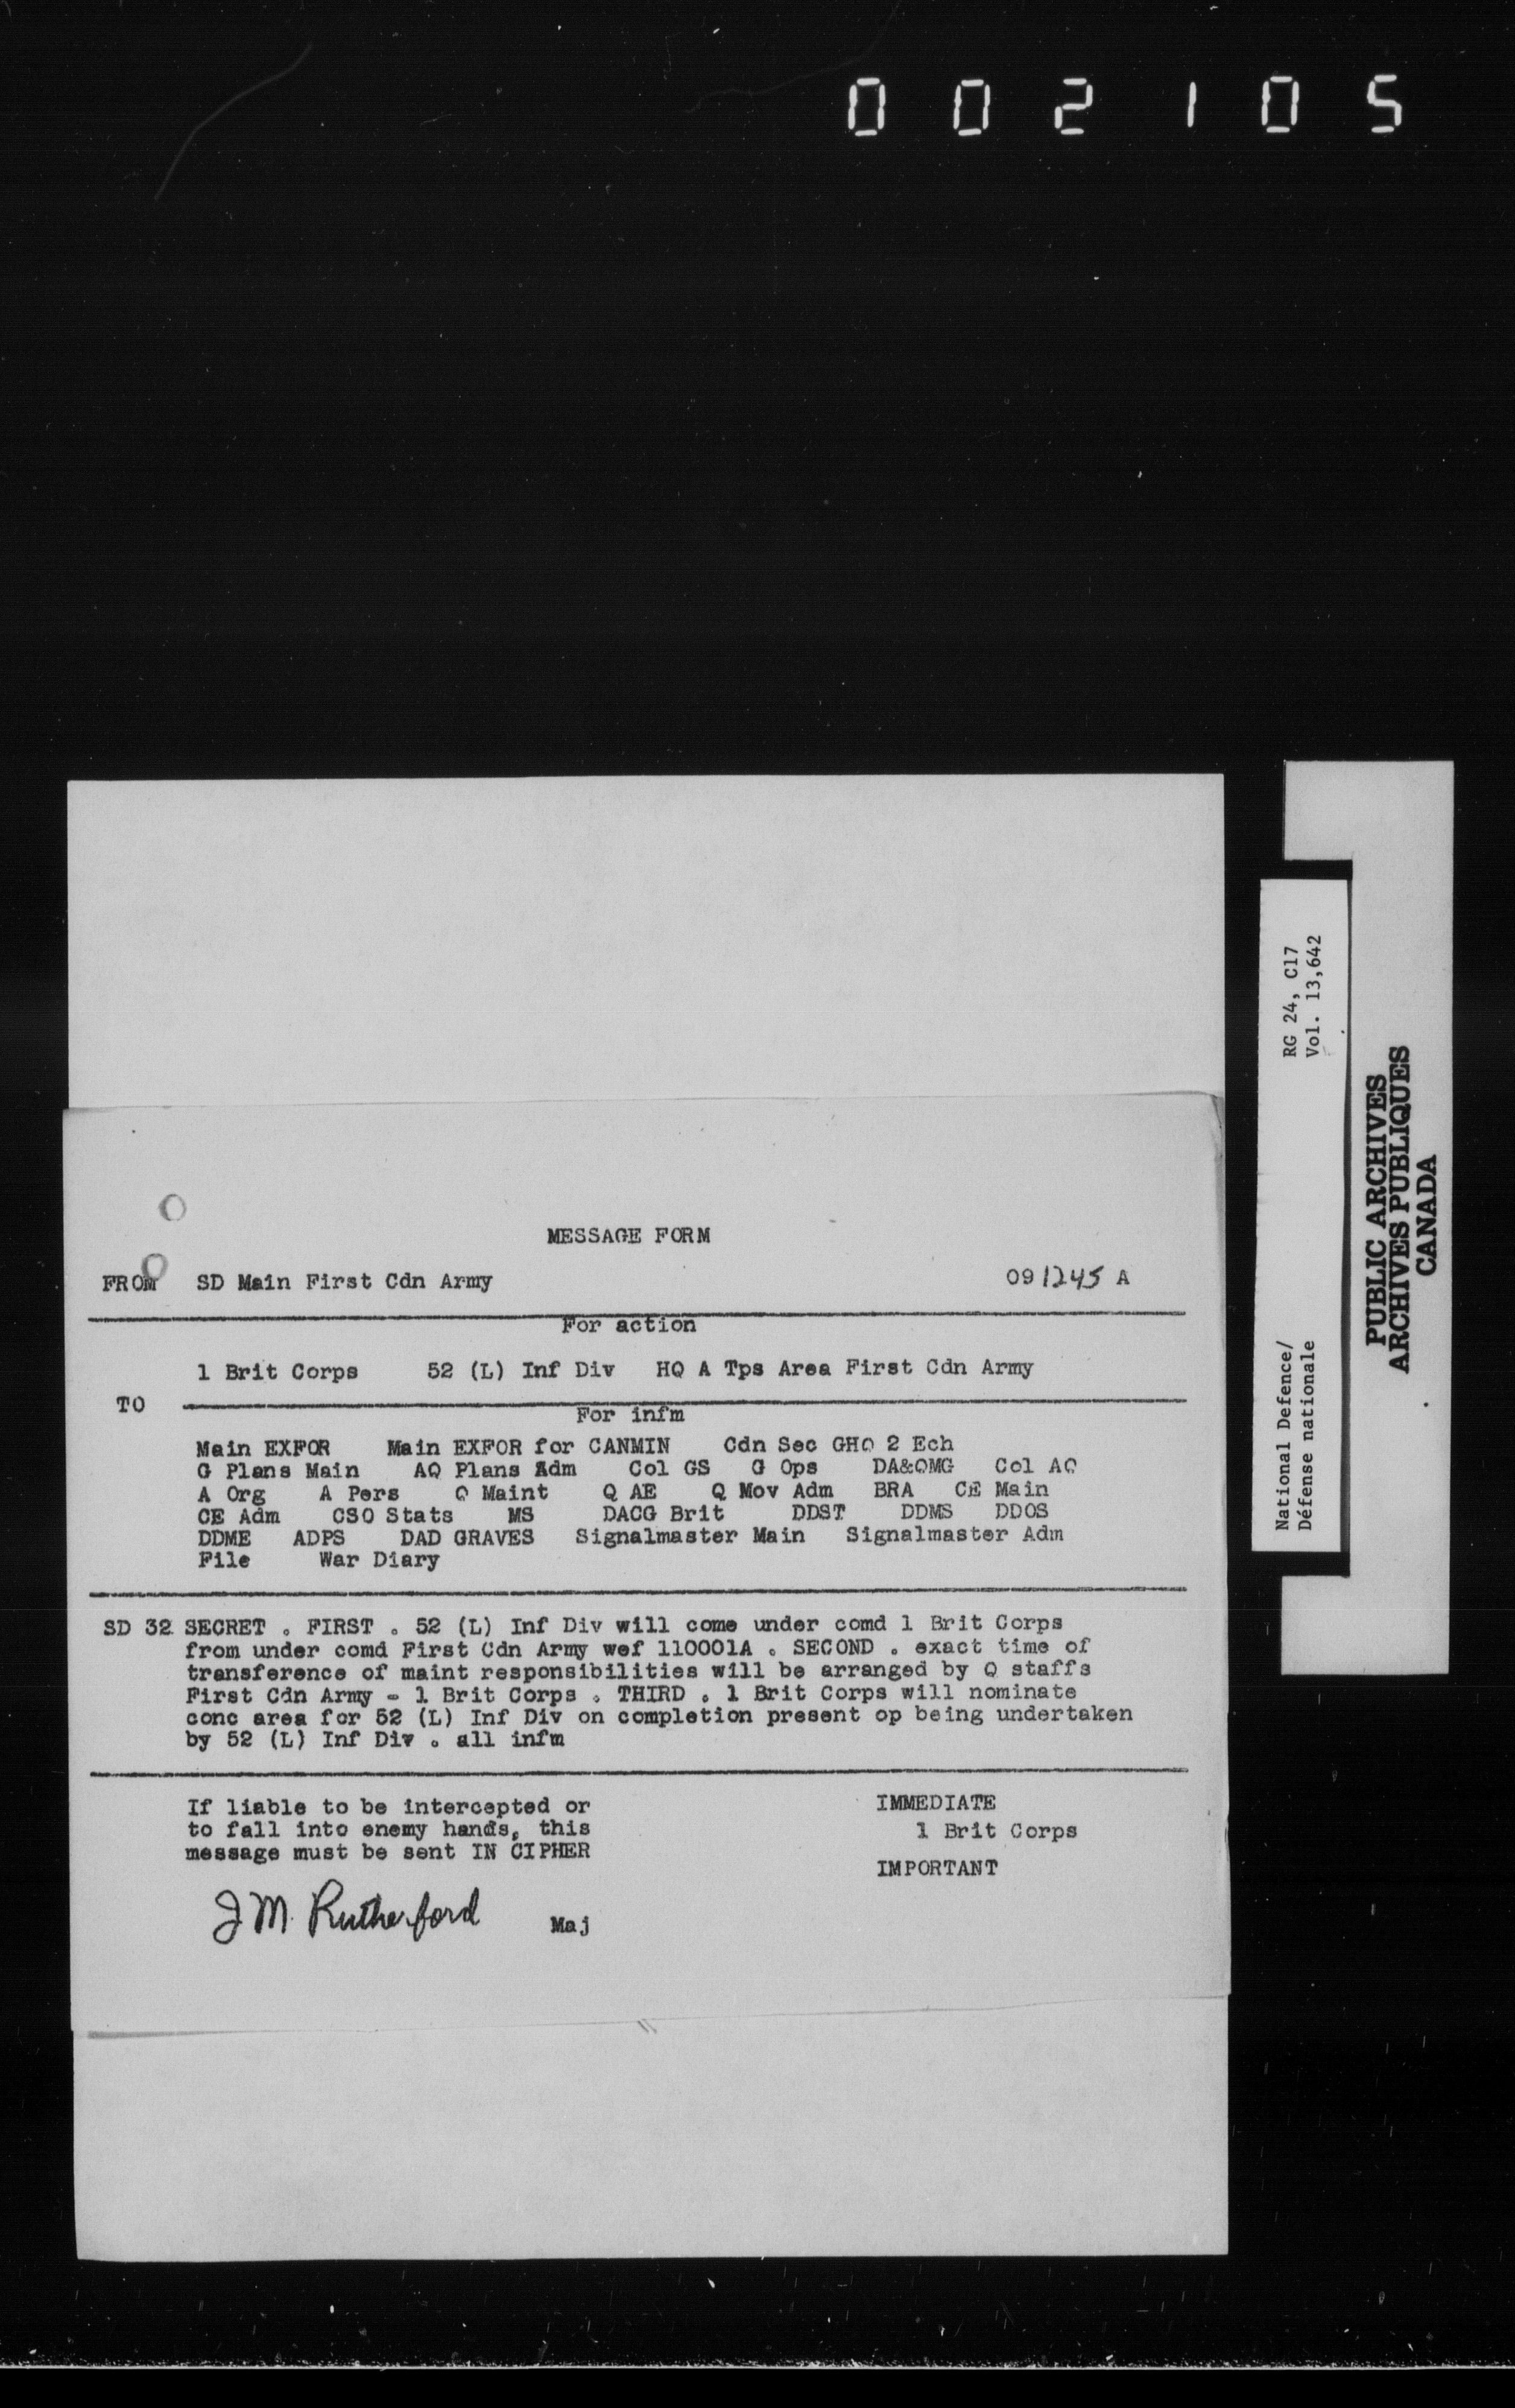 002105
MESSAGE FORM
FROM SD Main First Cdn Army 091245 A
For action
1 Brit Corps 52 (L) Inf Div HQ A Tps Area First Cdn Army
TO
For infm
Main EXFOR Main EXFOR for CANMIN Cdn Sec GHQ 2 Ech
G Plans Main AQ Plans Adm Col GS G Ops DA&QMG Col AQ
A Org A Pers Q Maint Q AE Q Mov Adm BRA CE Main
CE Adm CSO Stats MS DACG Brit DDST DDMS DDOS
DDME ADPS DAD GRAVES Signalmaster Main Signalmaster Adm
File War Diary
SD 32 SECRET . FIRST . 52 (L) Inf Div will come under comd 1 Brit Corps
from under comd First Cdn Army wef 110001A . SECOND . exact time of
transference of maint responsibilities will be arranged by Q staffs
First Cdn Army - 1 Brit Corps . THIRD . 1 Brit Corps will nominate
conc area for 52 (L) Inf Div on completion present op being undertaken
by 52 (L) Inf Div . all infm
If liable to be intercepted or
to fall into enemy hands, this
message must be sent IN CIPHER
IMMEDIATE
1 Brit Corps
IMPORTANT
J M. Rutherford Maj
National Defence/ RG 24, C17
Défense nationale Vol. 13,642
PUBLIC ARCHIVES
ARCHIVES PUBLIQUES
CANADA